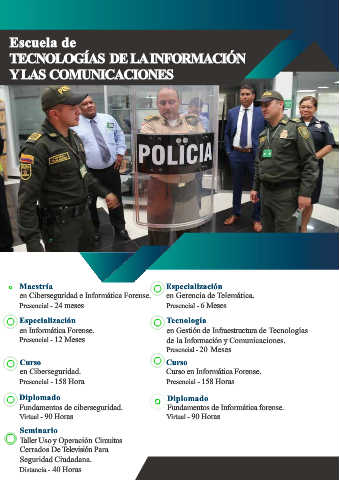 Escuela de
TECNOLOGÍAS DE LA INFORMACIÓN
Y LAS COMUNICACIONES
POLICÍA
Maestría
en Ciberseguridad e Informática Forense.
Presencial - 24 meses
Especialización
en Informática Forense.
Presencial - 12 Meses
Curso
en Ciberseguridad.
Presencial - 158 Hora
Diplomado
Fundamentos de ciberseguridad.
Virtual - 90 Horas
Seminario
Taller Uso y Operación Circuitos
Cerrados De Televisión Para
Seguridad Ciudadana.
Distancia - 40 Horas
Especialización
en Gerencia de Telemática.
Presencial - 6 Meses
Tecnología
en Gestión de Infraestructura de Tecnologías
de la Información y Comunicaciones.
Presencial - 20 Meses
Curso
Curso en Informática Forense.
Presencial - 158 Horas
Diplomado
Fundamentos de Informática forense.
Virtual - 90 Horas